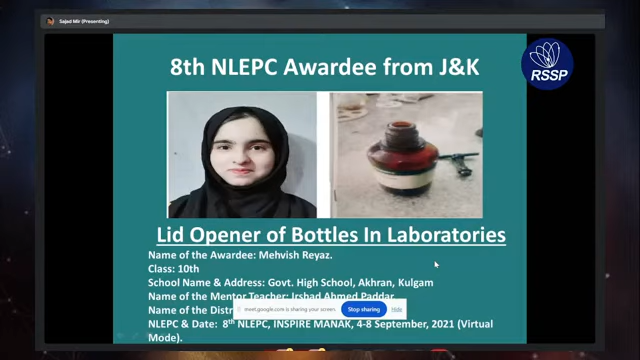 Sajad Mir (Presenting)
8th NLEPC Awardee from J&K
RSSP
Lid Opener of Bottles In Laboratories
Name of the Awardee: Mehvish Reyaz.
Class: 10th
School Name & Address: Govt. High School, Akhran, Kulgam
Name of the Mentor Teacher: Irshad Ahmed Paddar
Name of the Distr
meet.google.com is sharing your screen. Stop sharing Hide
NLEPC & Date: 8th NLEPC, INSPIRE MANAK, 4-8 September, 2021 (Virtual
Mode).